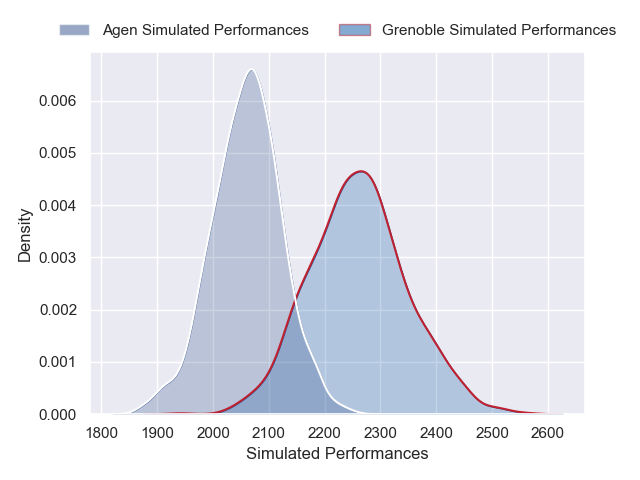 Agen Simulated Performances
Grenoble Simulated Performances
0.006
0.005
0.004
0.003
0.002
0.001
0.000
Density
1800 1900 2000 2100 2200 2300 2400 2500 2600
Simulated Performances